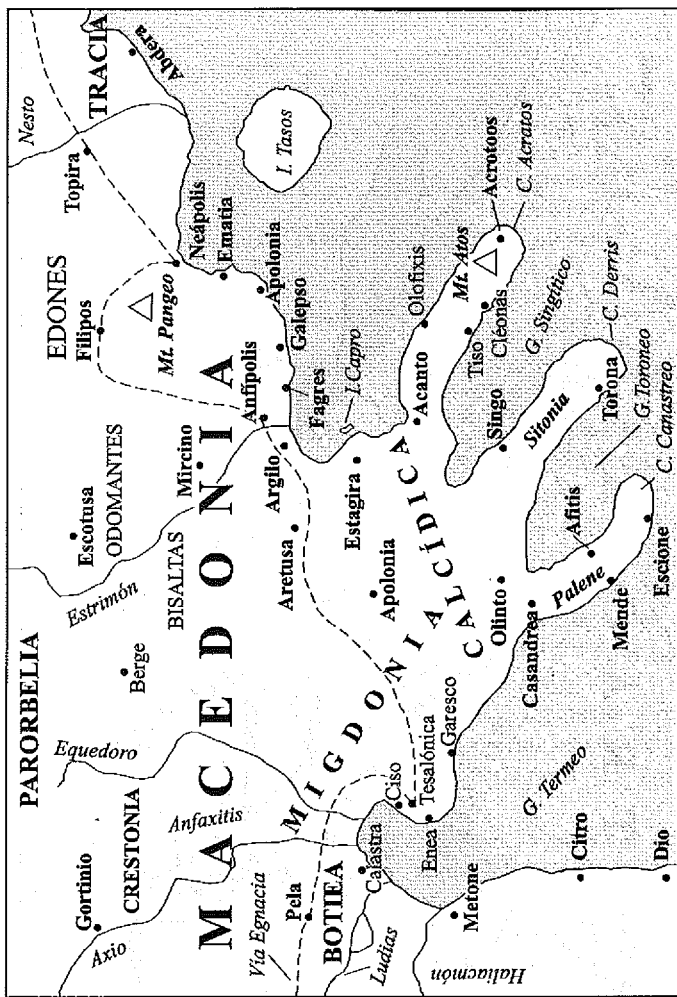 PARORBELIA
EDONES
TRACIA
MACEDONIA
Nesto
Topira
Abdera
Filipos
Mt. Pangeo
Neápolis
Ematia
Apolonia
Galepso
Fagres
I. Tasos
Escotusa
ODOMANTES
Mircino
Anfípolis
Argilo
Estrimón
BISALTAS
Berge
Aretusa
Estagira
I. Capro
Equedoro
Gortinio
CRESTONIA
Anfaxitis
Axio
MIGDONIA
CALCÍDICA
Apolonia
Acanto
Olofixis
Mt. Atos
Acrotoos
C. Acratos
Tiso
Cleonas
G. Singítico
Singo
Sitonia
C. Derris
Torona
G. Toroneo
C. Canastreo
Olinto
Afitis
Palene
Casandrea
Mende
Escione
Vía Egnacia
Pela
BOTIEA
Ludias
Calastra
Ciso
Tesalónica
Garesco
Enea
G. Termeo
Haliacmón
Metone
Citro
Dio